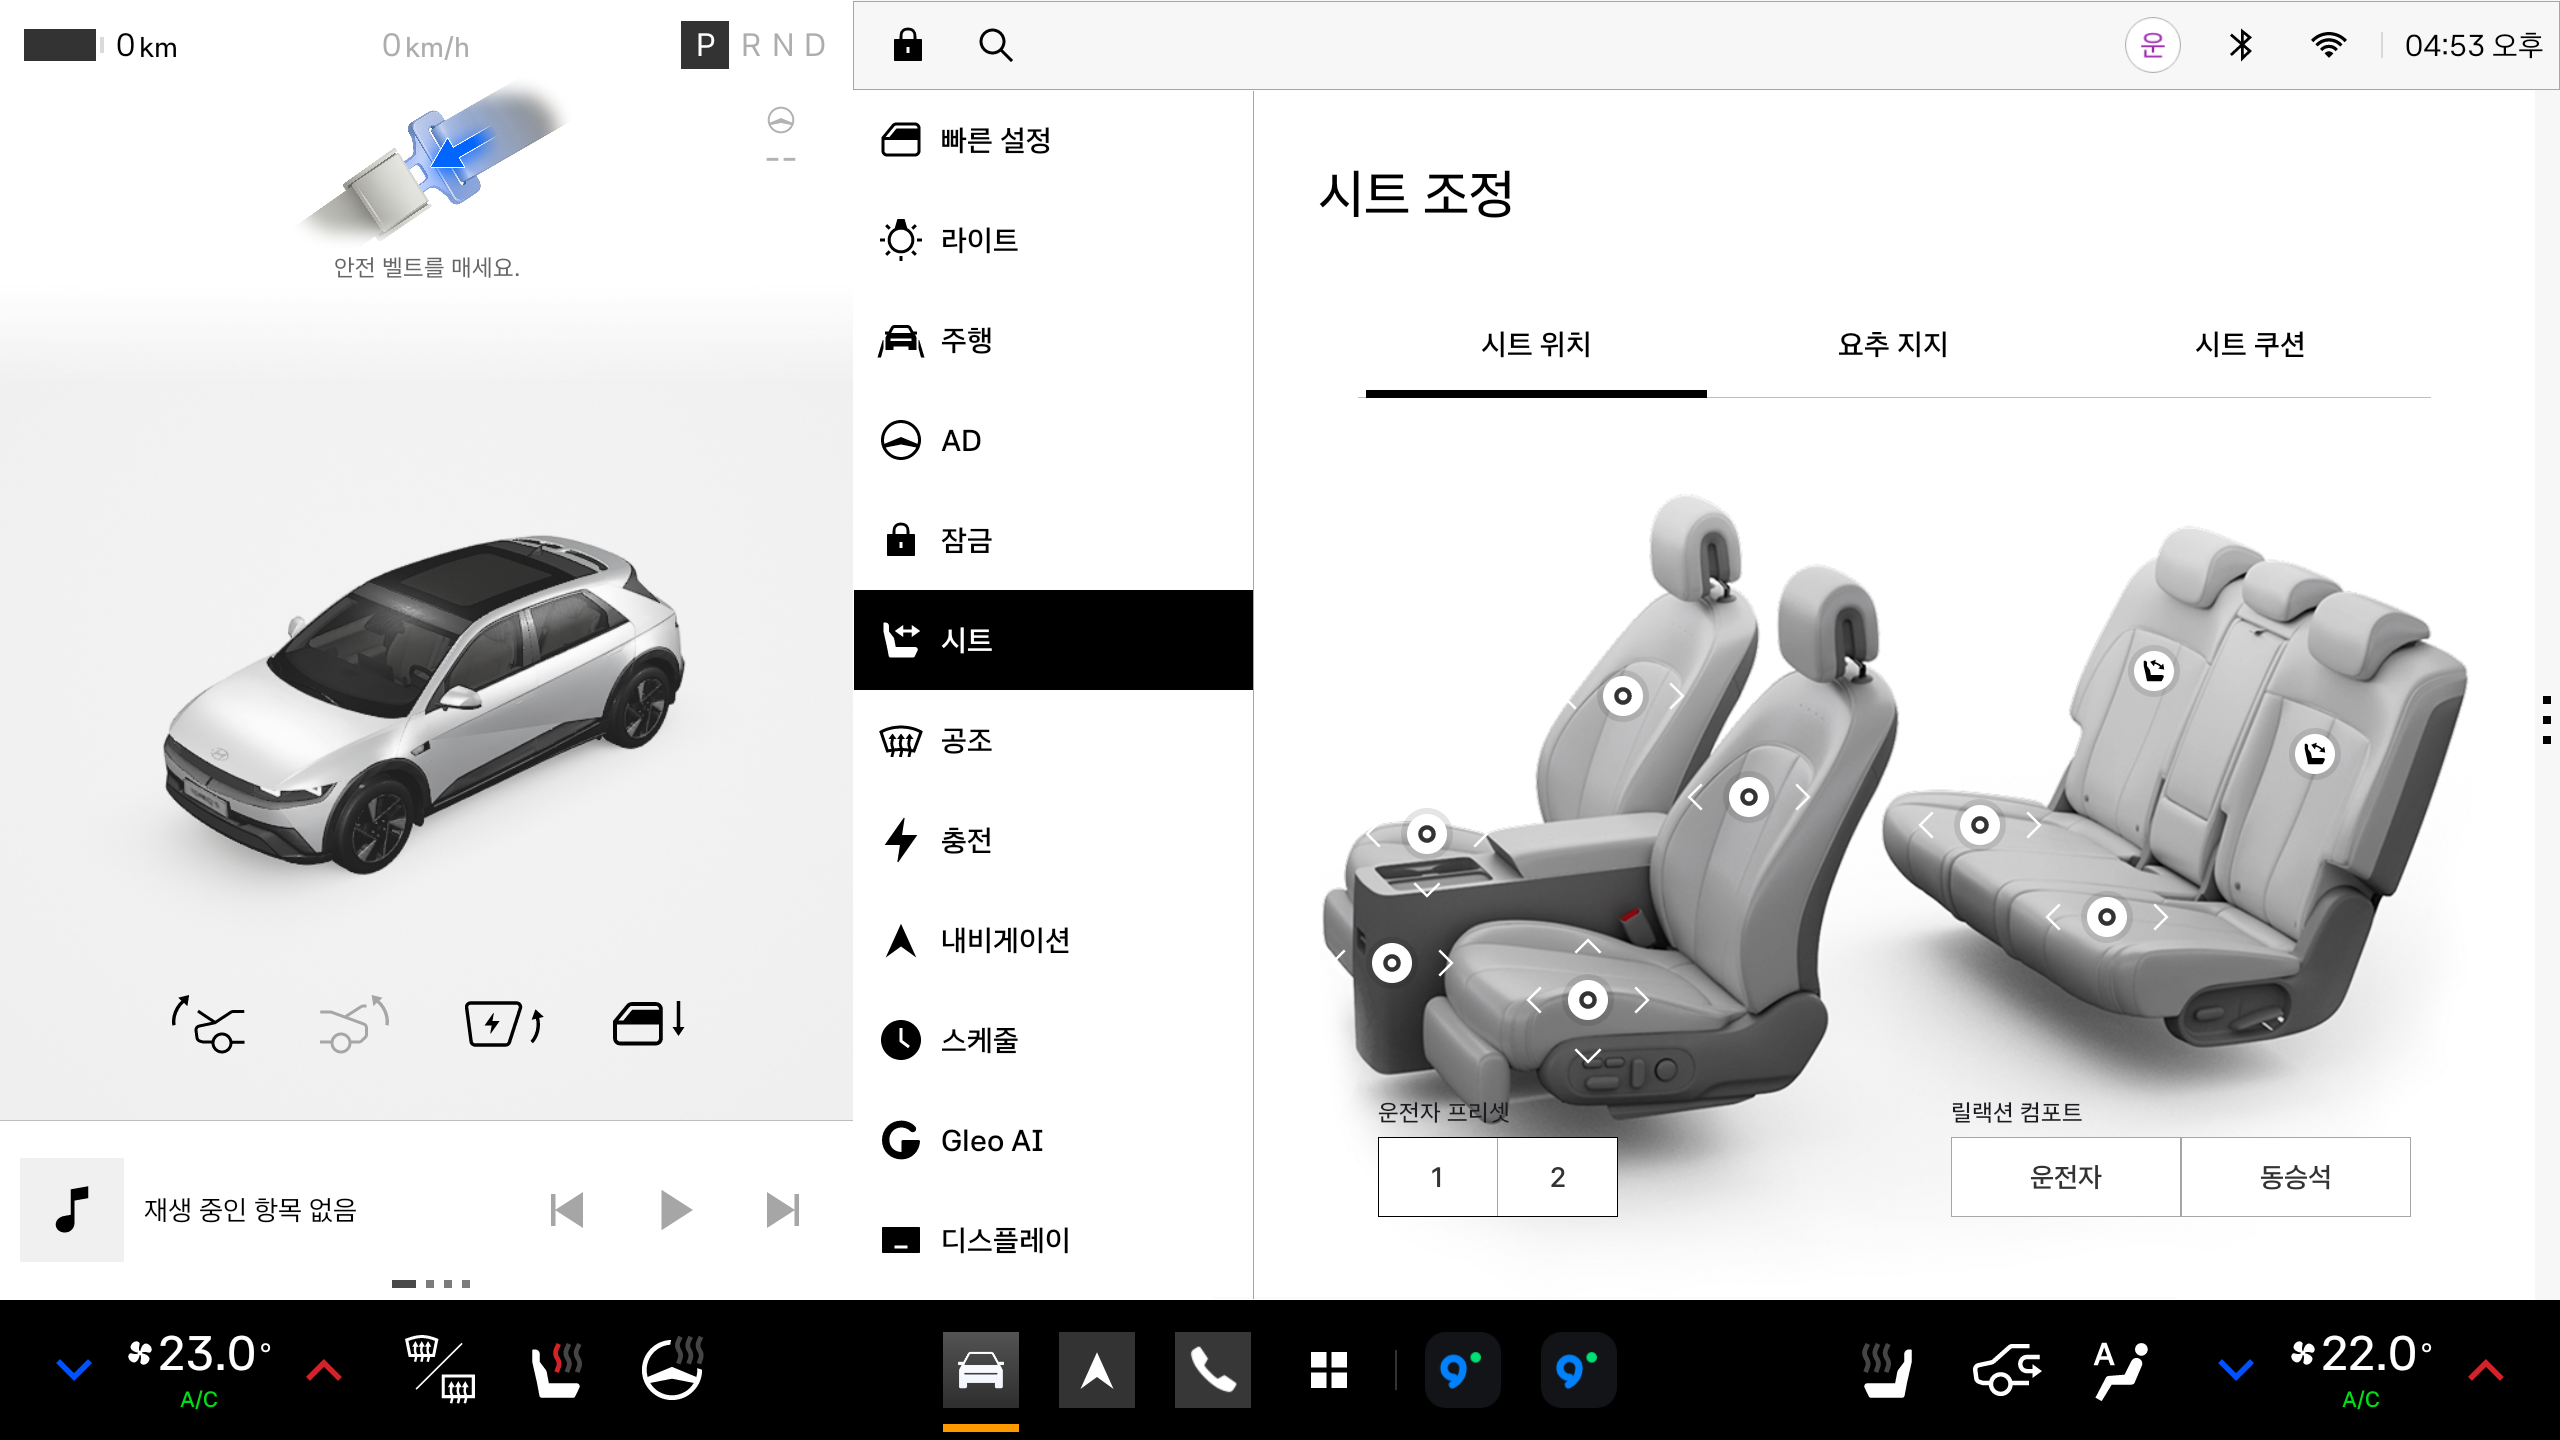 0 km
0 km/h
P R N D
운
04:53 오후
안전 벨트를 매세요.
--
재생 중인 항목 없음
빠른 설정
라이트
주행
AD
잠금
시트
공조
충전
내비게이션
스케줄
Gleo AI
디스플레이
시트 조정
시트 위치
요추 지지
시트 쿠션
운전자 프리셋
1
2
릴랙션 컴포트
운전자
동승석
23.0°
A/C
A
22.0°
A/C